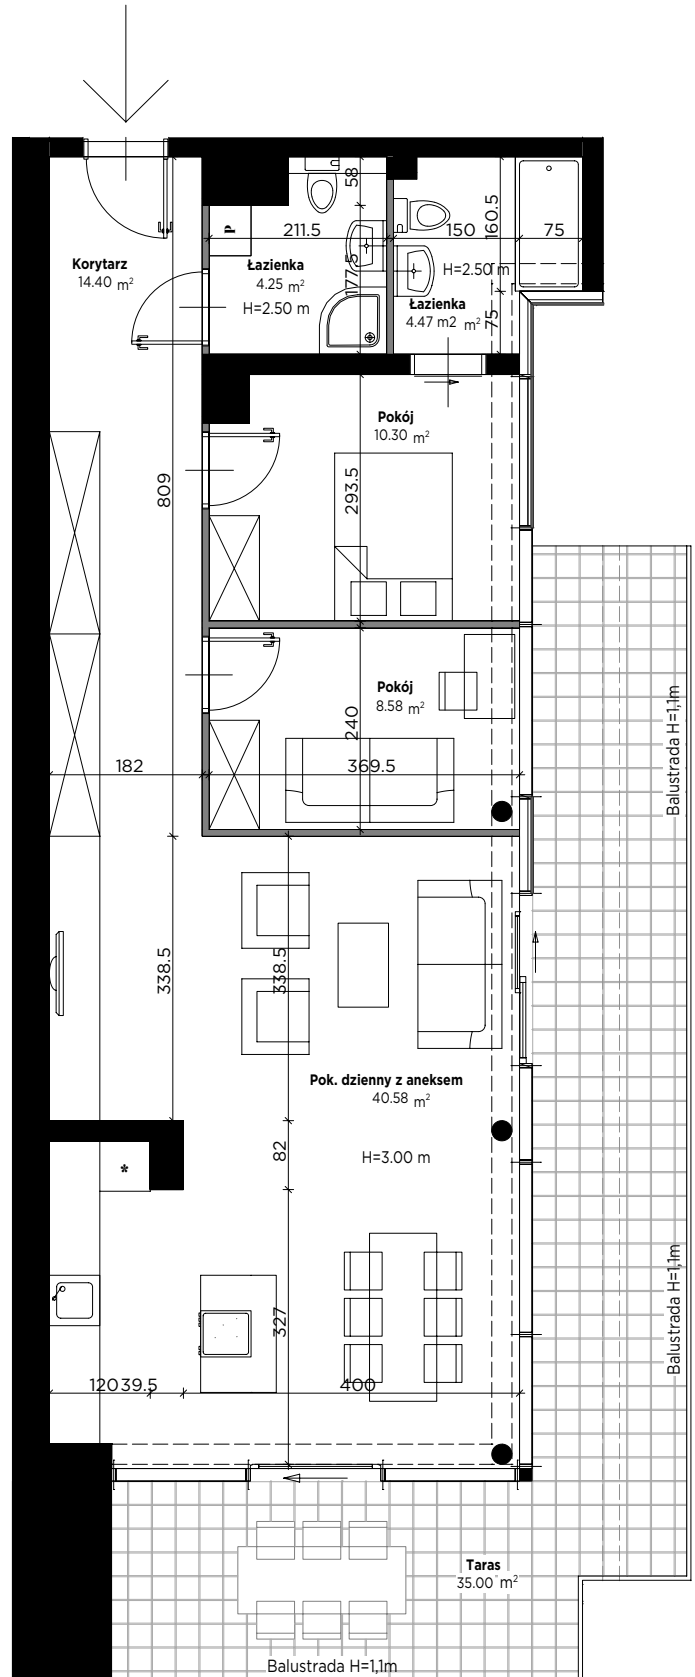 58
211.5
150
160.5
75
P
Korytarz
14.40 m²
Łazienka
4.25 m²
H=2.50 m
177.5
H=2.50 m
Łazienka
4.47 m2 m²
75
Pokój
10.30 m²
809
293.5
Pokój
8.58 m²
240
182
369.5
Balustrada H=1,1m
338.5
338.5
Pok. dzienny z aneksem
40.58 m²
82
*
H=3.00 m
Balustrada H=1,1m
327
120
39.5
400
Taras
35.00 m²
Balustrada H=1,1m